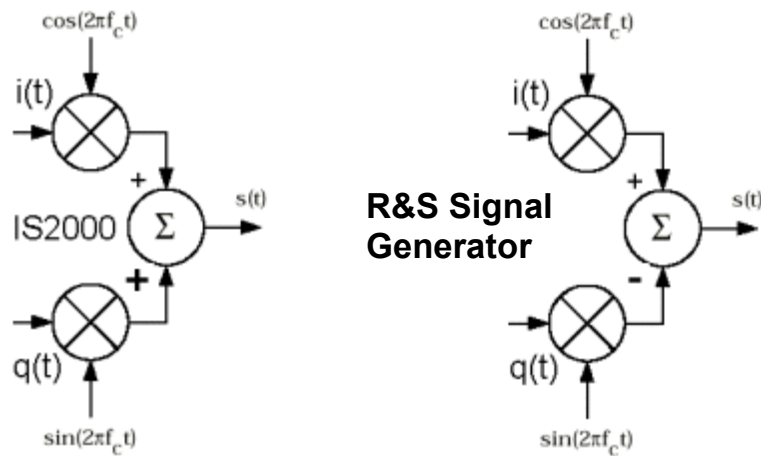 cos(2πf_ct)
i(t)
+
s(t)
IS2000
Σ
+
q(t)
sin(2πf_ct)
cos(2πf_ct)
i(t)
+
s(t)
R&S Signal
Generator
Σ
-
q(t)
sin(2πf_ct)